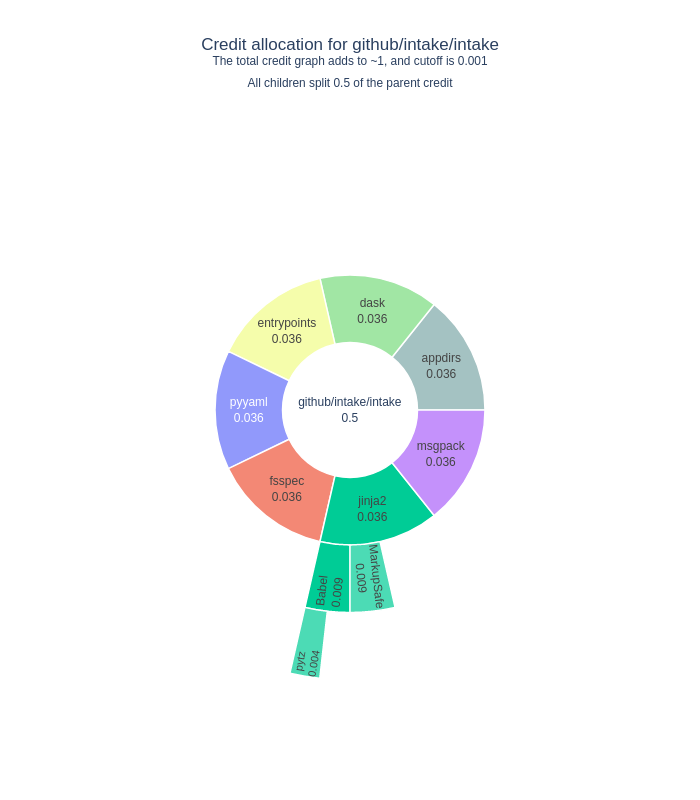 Credit allocation for github/intake/intake
The total credit graph adds to ~1, and cutoff is 0.001
All children split 0.5 of the parent credit
dask
0.036
entrypoints
0.036
appdirs
0.036
pyyaml
0.036
github/intake/intake
0.5
msgpack
0.036
fsspec
0.036
jinja2
0.036
Babel
0.009
MarkupSafe
0.009
pytz
0.004